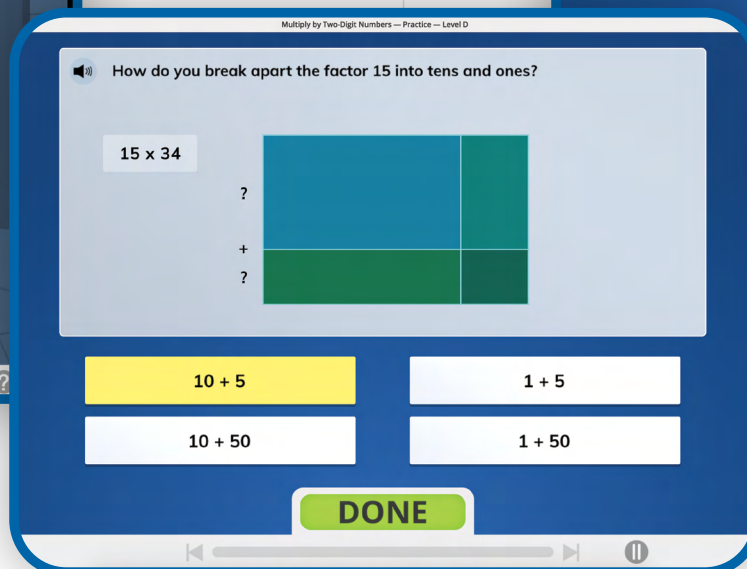 Multiply by Two-Digit Numbers — Practice — Level D
How do you break apart the factor 15 into tens and ones?
15 x 34
?
+
?
10 + 5
1 + 5
10 + 50
1 + 50
DONE
?